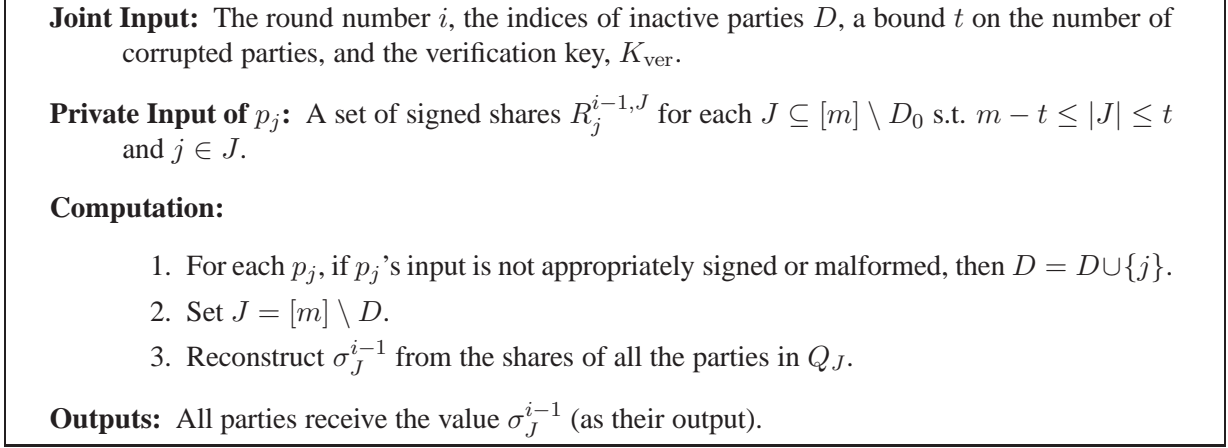 Joint Input: The round number i, the indices of inactive parties D, a bound t on the number of
corrupted parties, and the verification key, K_ver.
Private Input of p_j: A set of signed shares R_j^{i−1,J} for each J ⊆ [m] \ D_0 s.t. m − t ≤ |J| ≤ t
and j ∈ J.
Computation:
1. For each p_j, if p_j's input is not appropriately signed or malformed, then D = D∪{j}.
2. Set J = [m] \ D.
3. Reconstruct σ_J^{i−1} from the shares of all the parties in Q_J.
Outputs: All parties receive the value σ_J^{i−1} (as their output).